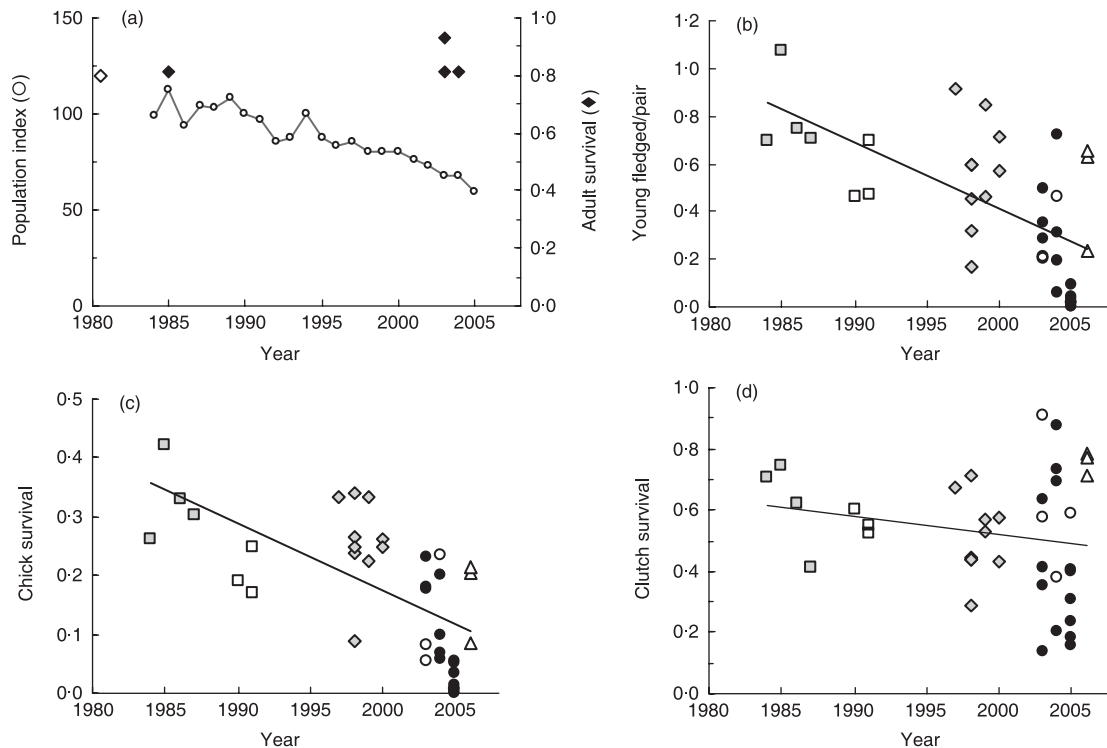 (a)
150
100
50
0
Population index (○)
1·0
0·8
0·6
0·4
0·2
0·0
Adult survival (◆)
1980 1985 1990 1995 2000 2005
Year
(b)
1·2
1·0
0·8
0·6
0·4
0·2
0·0
Young fledged/pair
1980 1985 1990 1995 2000 2005
Year
(c)
0·5
0·4
0·3
0·2
0·1
0·0
Chick survival
1980 1985 1990 1995 2000 2005
Year
(d)
1·0
0·8
0·6
0·4
0·2
0·0
Clutch survival
1980 1985 1990 1995 2000 2005
Year